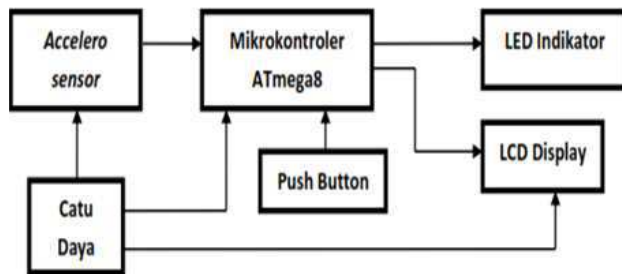 Accelero
sensor
Mikrokontroler
ATmega8
LED Indikator
LCD Display
Push Button
Catu
Daya